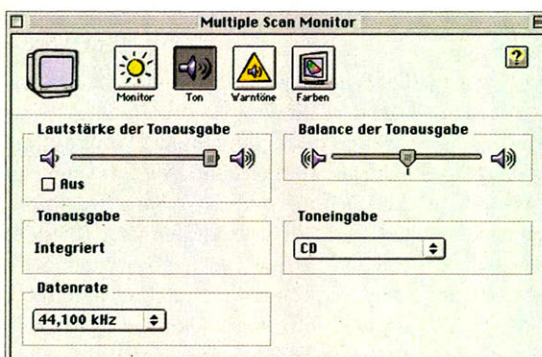 Multiple Scan Monitor
?
Monitor Ton Warntöne Farben
Lautstärke der Tonausgabe
Aus
Balance der Tonausgabe
Tonausgabe
Integriert
Toneingabe
CD
Datenrate
44,100 kHz